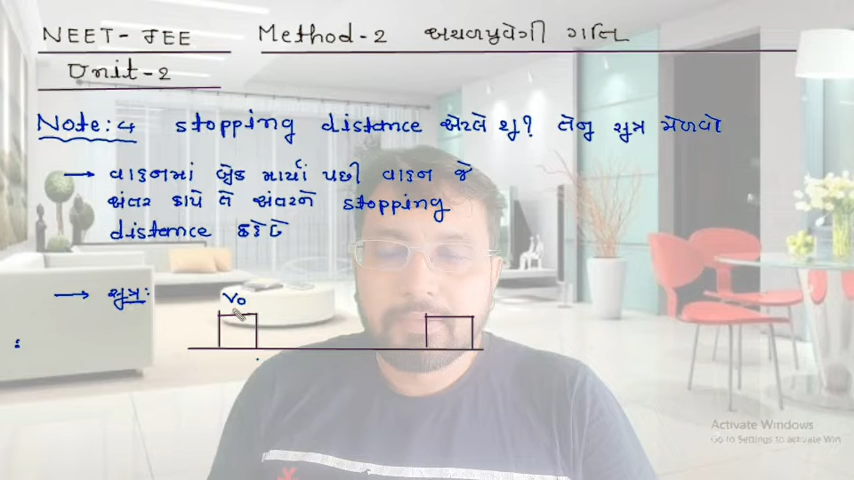 NEET- JEE Method-2 અચળપ્રવેગી ગતિ
Unit-2
Note:4 stopping distance એટલે શું? તેનુ સુત્ર મેળવો
→ વાહનમાં બ્રેક માર્યા પછી વાહન જે
અંતર કાપે તે અંતરને stopping
distance કહેછે
→ સુત્ર:
V₀
Activate Windows
Go to Settings to activate Win